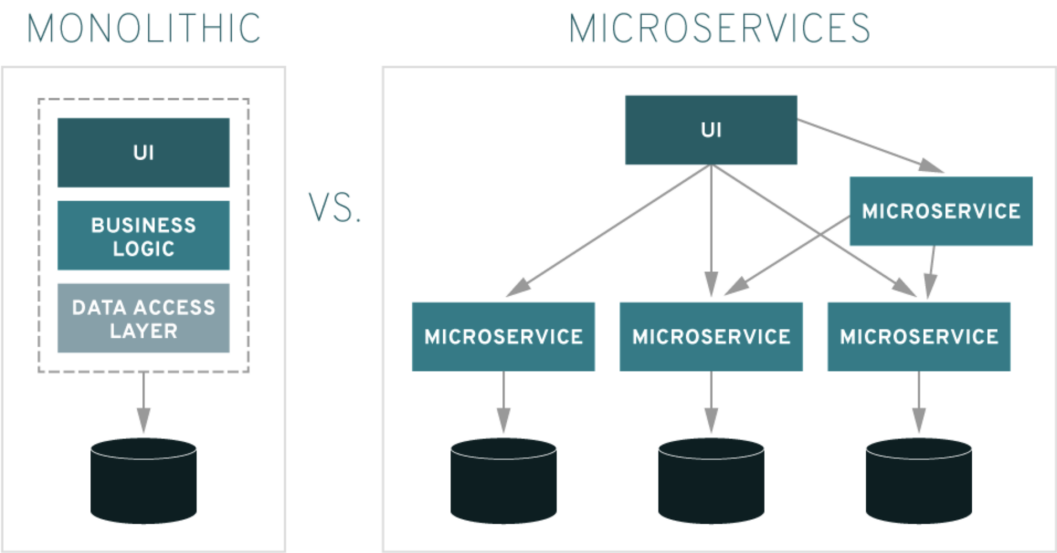 MONOLITHIC
UI
BUSINESS
LOGIC
DATA ACCESS
LAYER
VS.
MICROSERVICES
UI
MICROSERVICE
MICROSERVICE
MICROSERVICE
MICROSERVICE